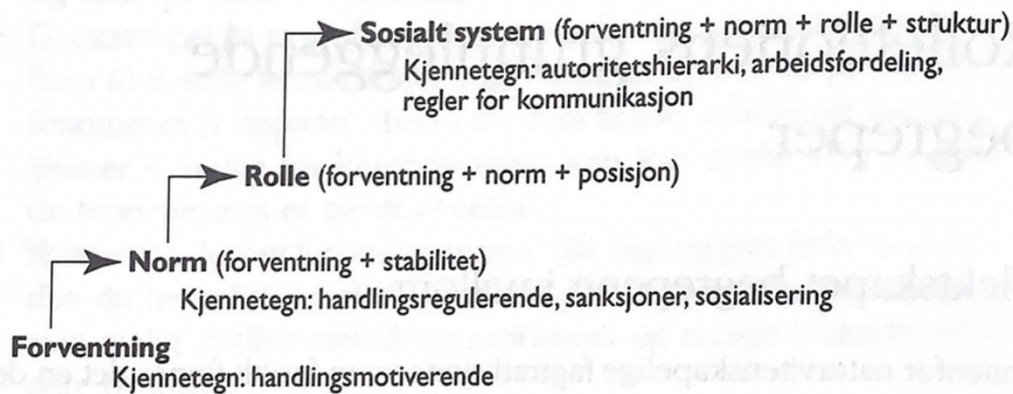 Sosialt system (forventning + norm + rolle + struktur)
Kjennetegn: autoritetshierarki, arbeidsfordeling,
regler for kommunikasjon
Rolle (forventning + norm + posisjon)
Norm (forventning + stabilitet)
Kjennetegn: handlingsregulerende, sanksjoner, sosialisering
Forventning
Kjennetegn: handlingsmotiverende